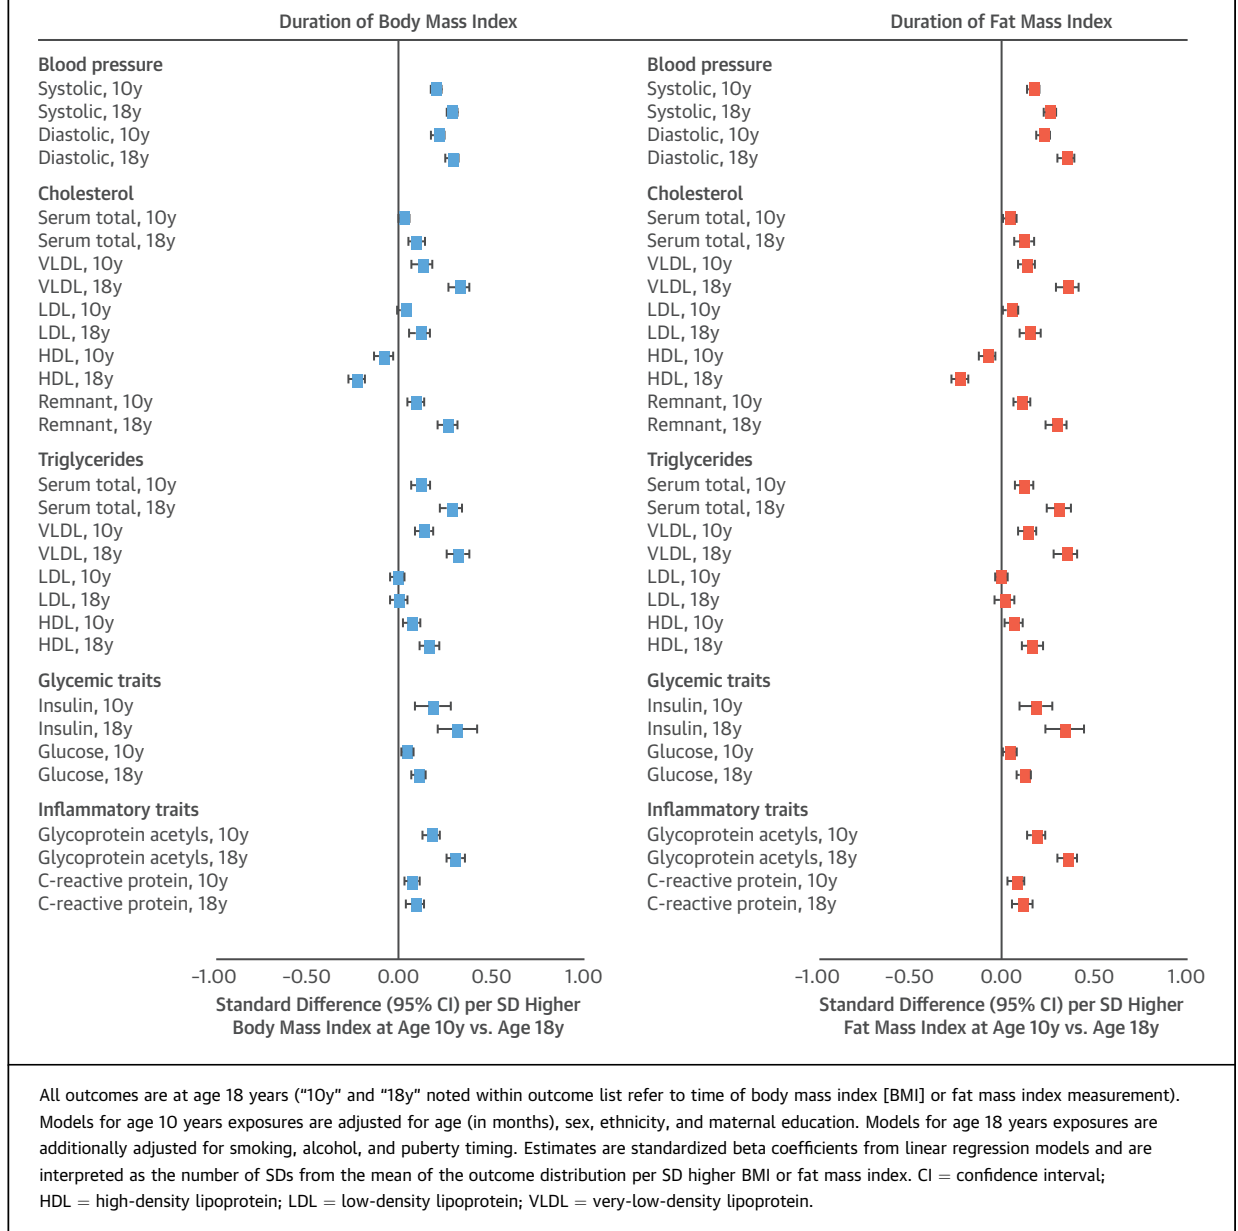 Duration of Body Mass Index
Blood pressure
Systolic, 10y
Systolic, 18y
Diastolic, 10y
Diastolic, 18y
Cholesterol
Serum total, 10y
Serum total, 18y
VLDL, 10y
VLDL, 18y
LDL, 10y
LDL, 18y
HDL, 10y
HDL, 18y
Remnant, 10y
Remnant, 18y
Triglycerides
Serum total, 10y
Serum total, 18y
VLDL, 10y
VLDL, 18y
LDL, 10y
LDL, 18y
HDL, 10y
HDL, 18y
Glycemic traits
Insulin, 10y
Insulin, 18y
Glucose, 10y
Glucose, 18y
Inflammatory traits
Glycoprotein acetyls, 10y
Glycoprotein acetyls, 18y
C-reactive protein, 10y
C-reactive protein, 18y
-1.00 -0.50 0.00 0.50 1.00
Standard Difference (95% CI) per SD Higher
Body Mass Index at Age 10y vs. Age 18y
Duration of Fat Mass Index
Blood pressure
Systolic, 10y
Systolic, 18y
Diastolic, 10y
Diastolic, 18y
Cholesterol
Serum total, 10y
Serum total, 18y
VLDL, 10y
VLDL, 18y
LDL, 10y
LDL, 18y
HDL, 10y
HDL, 18y
Remnant, 10y
Remnant, 18y
Triglycerides
Serum total, 10y
Serum total, 18y
VLDL, 10y
VLDL, 18y
LDL, 10y
LDL, 18y
HDL, 10y
HDL, 18y
Glycemic traits
Insulin, 10y
Insulin, 18y
Glucose, 10y
Glucose, 18y
Inflammatory traits
Glycoprotein acetyls, 10y
Glycoprotein acetyls, 18y
C-reactive protein, 10y
C-reactive protein, 18y
-1.00 -0.50 0.00 0.50 1.00
Standard Difference (95% CI) per SD Higher
Fat Mass Index at Age 10y vs. Age 18y
All outcomes are at age 18 years (“10y” and “18y” noted within outcome list refer to time of body mass index [BMI] or fat mass index measurement).
Models for age 10 years exposures are adjusted for age (in months), sex, ethnicity, and maternal education. Models for age 18 years exposures are
additionally adjusted for smoking, alcohol, and puberty timing. Estimates are standardized beta coefficients from linear regression models and are
interpreted as the number of SDs from the mean of the outcome distribution per SD higher BMI or fat mass index. CI = confidence interval;
HDL = high-density lipoprotein; LDL = low-density lipoprotein; VLDL = very-low-density lipoprotein.